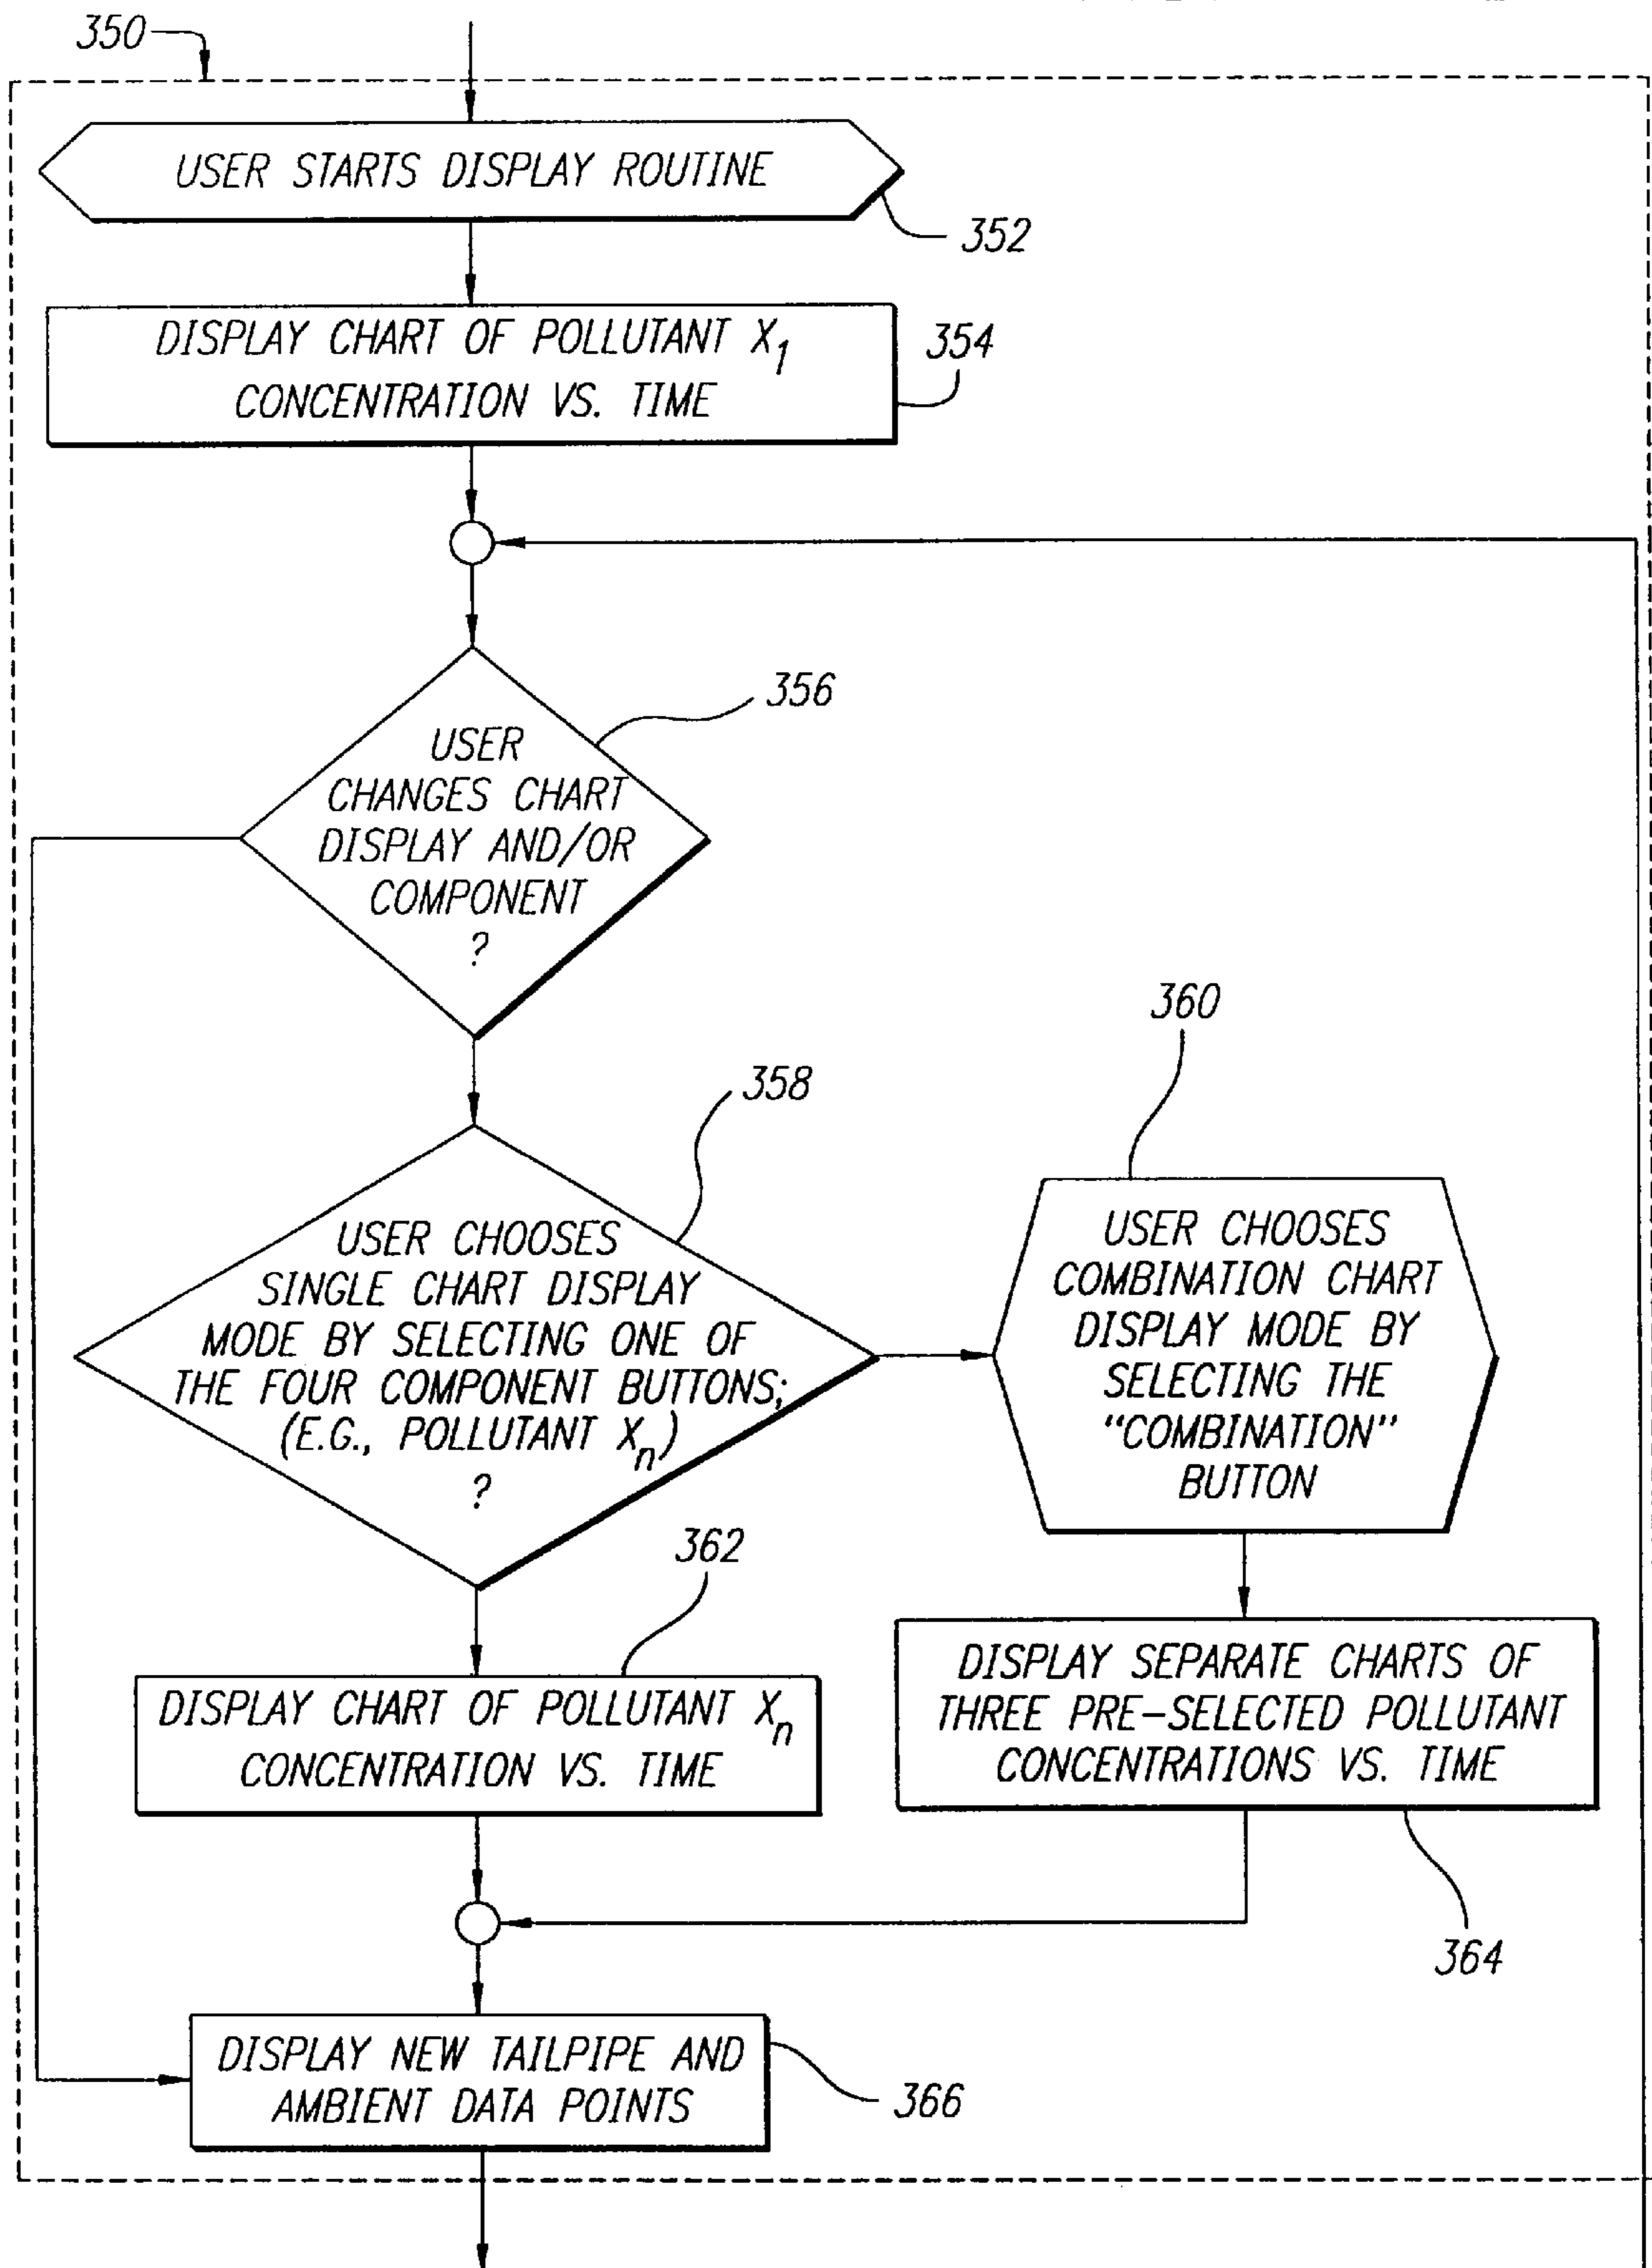 350
USER STARTS DISPLAY ROUTINE
352
DISPLAY CHART OF POLLUTANT X1
CONCENTRATION VS. TIME
354
356
USER
CHANGES CHART
DISPLAY AND/OR
COMPONENT
?
358
USER CHOOSES
SINGLE CHART DISPLAY
MODE BY SELECTING ONE OF
THE FOUR COMPONENT BUTTONS;
(E.G., POLLUTANT Xn)
?
360
USER CHOOSES
COMBINATION CHART
DISPLAY MODE BY
SELECTING THE
"COMBINATION"
BUTTON
362
DISPLAY CHART OF POLLUTANT Xn
CONCENTRATION VS. TIME
DISPLAY SEPARATE CHARTS OF
THREE PRE-SELECTED POLLUTANT
CONCENTRATIONS VS. TIME
364
DISPLAY NEW TAILPIPE AND
AMBIENT DATA POINTS
366